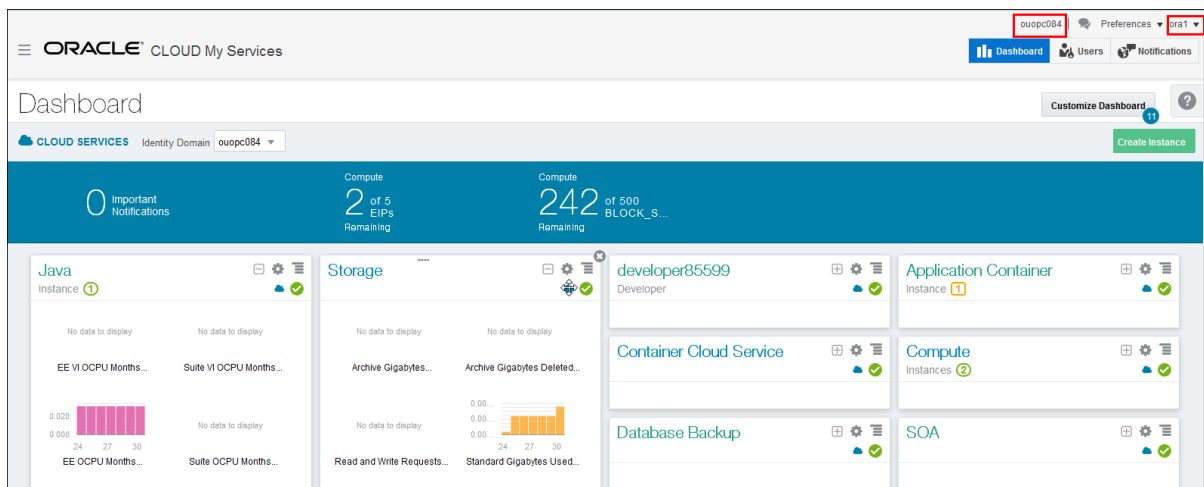 ouopc084 Preferences ora1
ORACLE CLOUD My Services
Dashboard Users Notifications
Dashboard
Customize Dashboard
11
?
CLOUD SERVICES Identity Domain ouopc084
Create Instance
0 Important Notifications
Compute
2 of 5 EIPs
Remaining
Compute
242 of 500 BLOCK_S...
Remaining
Java
Instance 1
No data to display No data to display
EE VI OCPU Months... Suite VI OCPU Months...
0.020
0.000
24 27 30
No data to display
EE OCPU Months... Suite OCPU Months...
Storage
No data to display No data to display
Archive Gigabytes... Archive Gigabytes Deleted...
No data to display
0.00...
0.00...
0.00...
24 27 30
Read and Write Requests... Standard Gigabytes Used...
developer85599
Developer
Application Container
Instance 1
Container Cloud Service
Compute
Instances 2
Database Backup
SOA